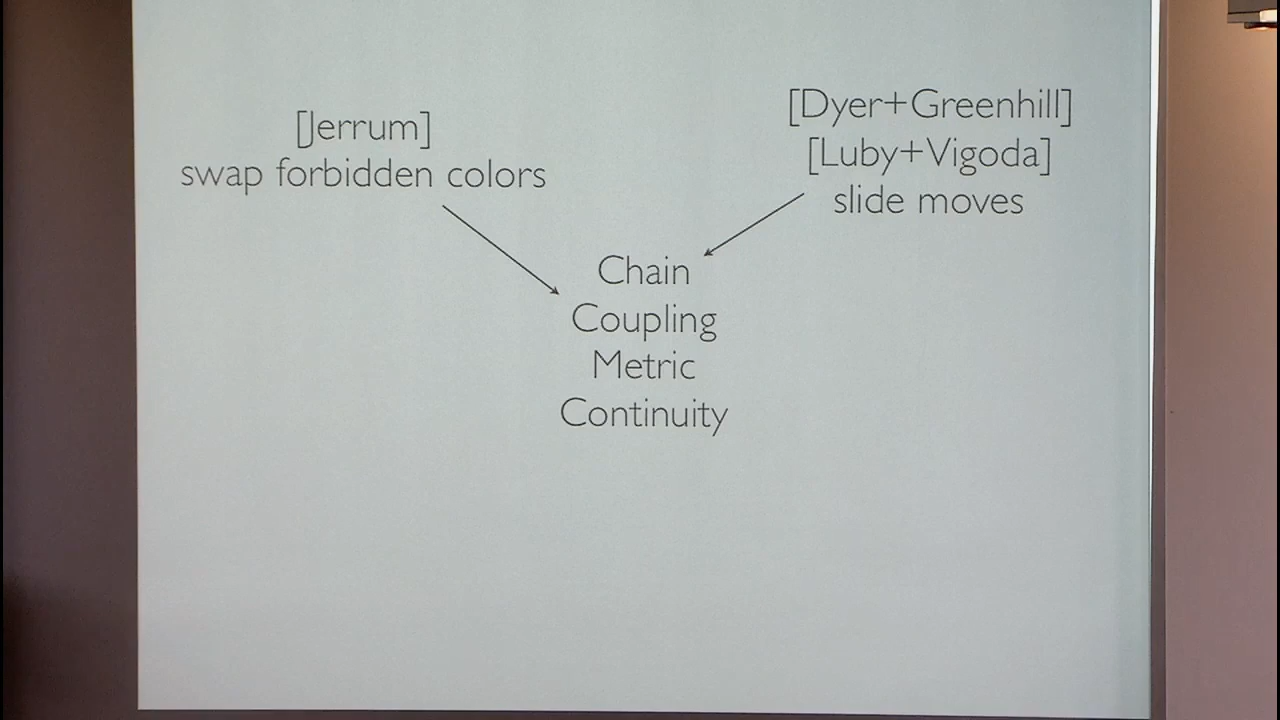 [Jerrum]
swap forbidden colors
[Dyer+Greenhill]
[Luby+Vigoda]
slide moves
Chain
Coupling
Metric
Continuity